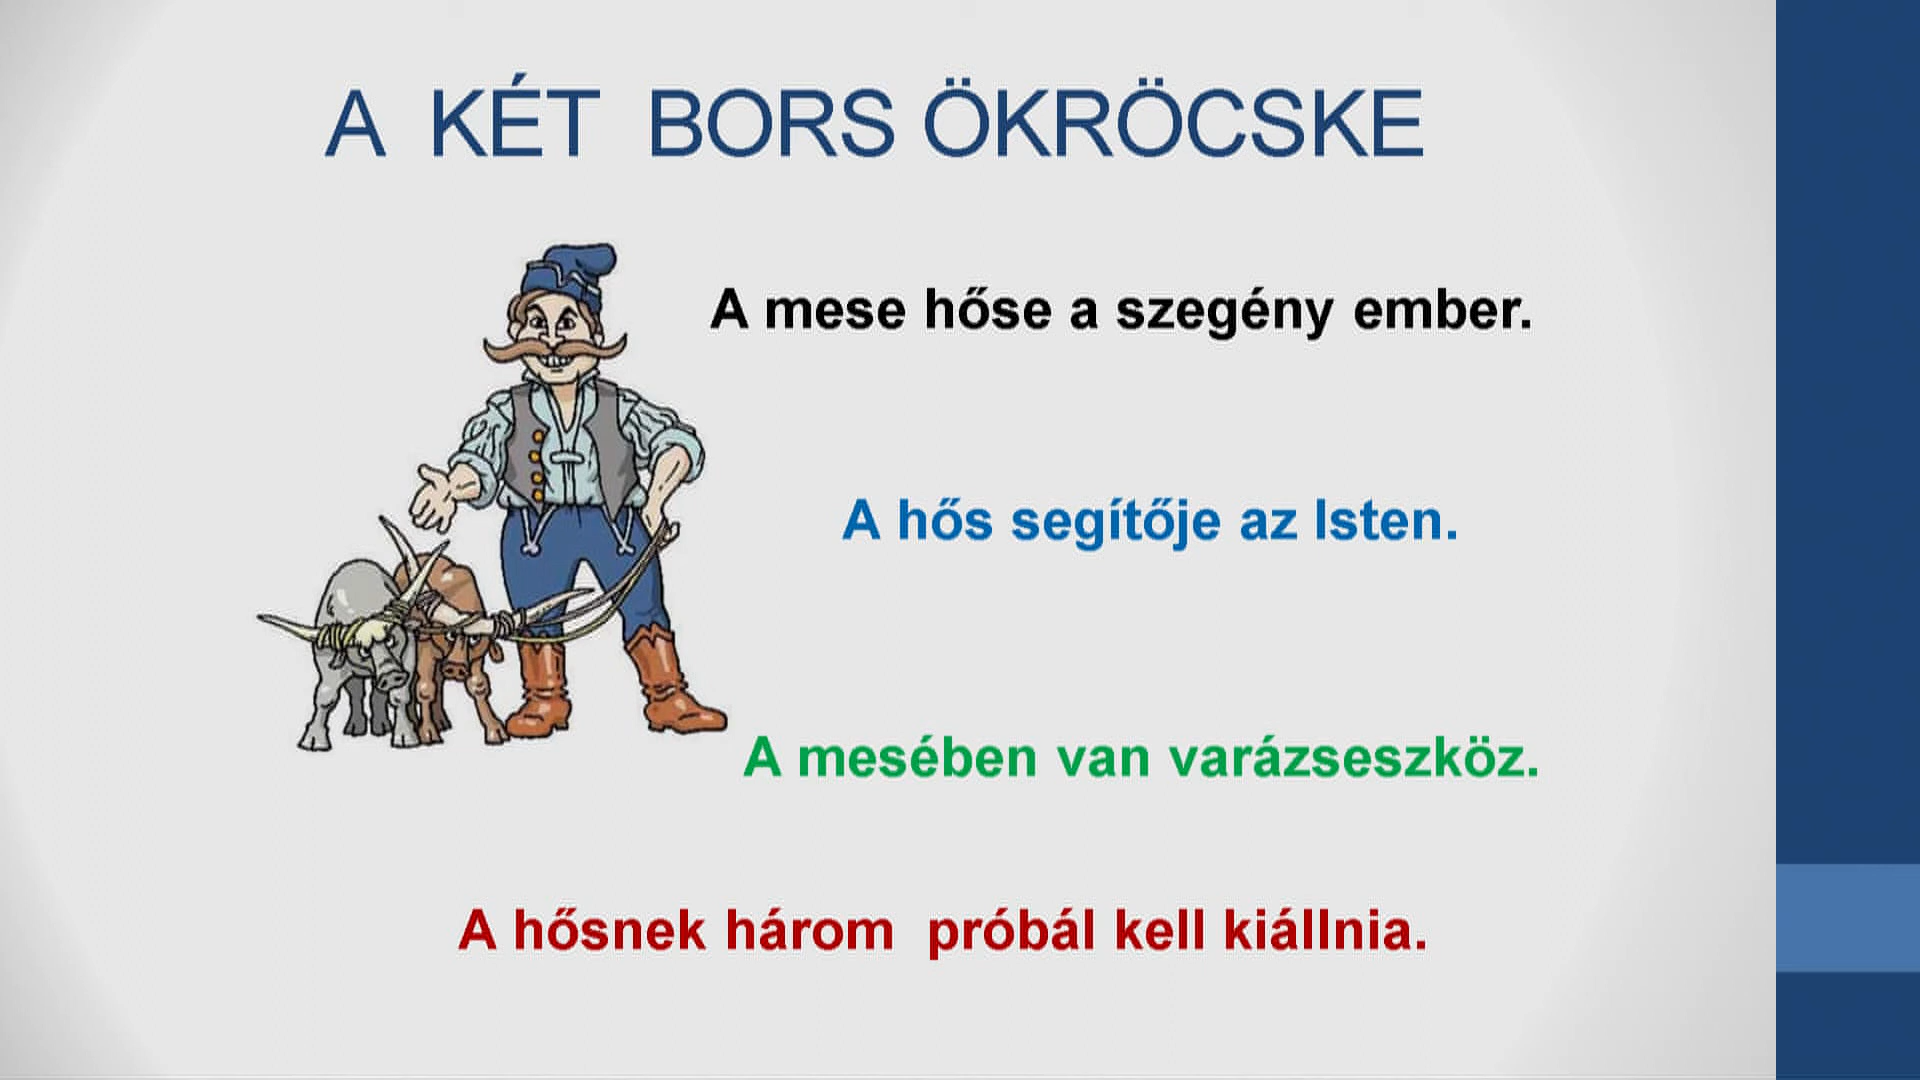 A KÉT BORS ÖKRÖCSKE
A mese hőse a szegény ember.
A hős segítője az Isten.
A mesében van varázseszköz.
A hősnek három próbál kell kiállnia.